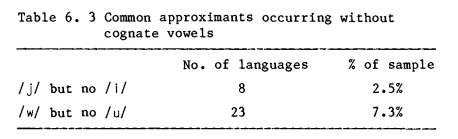 Table 6. 3 Common approximants occurring without
cognate vowels
No. of languages % of sample
/j/ but no /i/ 8 2.5%
/w/ but no /u/ 23 7.3%